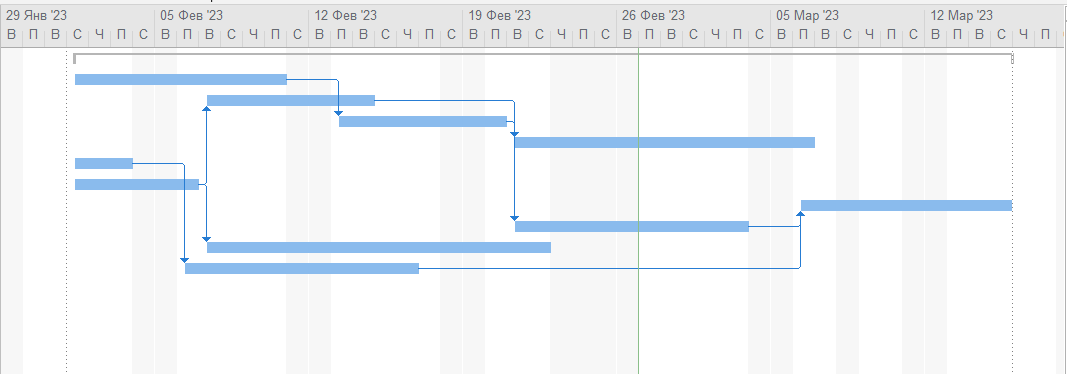 29 Янв '23 05 Фев '23 12 Фев '23 19 Фев '23 26 Фев '23 05 Мар '23 12 Мар '23
В П В С Ч П С В П В С Ч П С В П В С Ч П С В П В С Ч П С В П В С Ч П С В П В С Ч П С В П В С Ч П